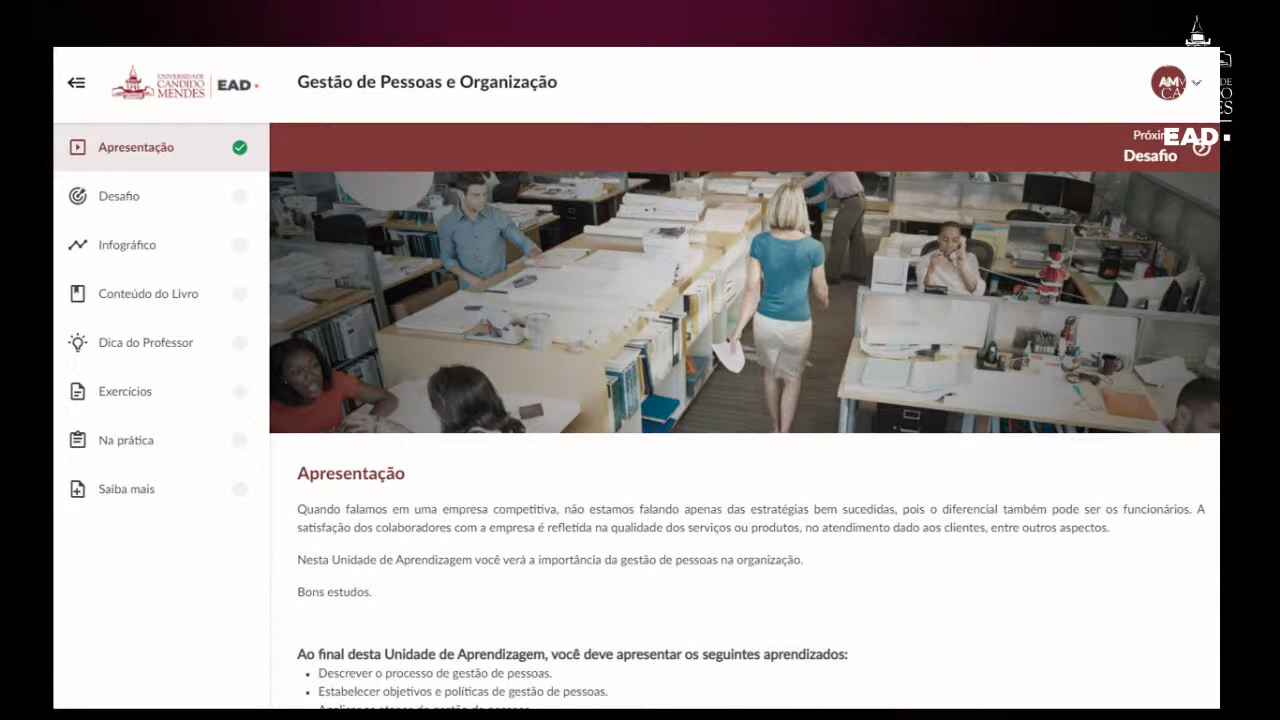 UNIVERSIDADE
CANDIDO
MENDES
EAD
Gestão de Pessoas e Organização
AM
DE
EAD
Desafio
Apresentação
Desafio
Infográfico
Conteúdo do Livro
Dica do Professor
Exercícios
Na prática
Saiba mais
Apresentação
Quando falamos em uma empresa competitiva, não estamos falando apenas das estratégias bem sucedidas, pois o diferencial também pode ser os funcionários. A
satisfação dos colaboradores com a empresa é refletida na qualidade dos serviços ou produtos, no atendimento dado aos clientes, entre outros aspectos.
Nesta Unidade de Aprendizagem você verá a importância da gestão de pessoas na organização.
Bons estudos.
Ao final desta Unidade de Aprendizagem, você deve apresentar os seguintes aprendizados:
• Descrever o processo de gestão de pessoas.
• Estabelecer objetivos e políticas de gestão de pessoas.